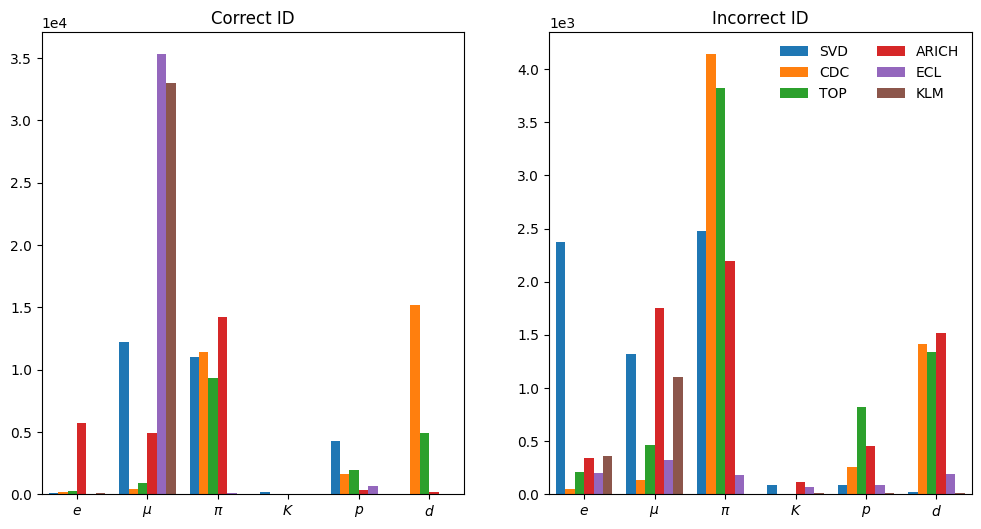 Correct ID
1e4
3.5
3.0
2.5
2.0
1.5
1.0
0.5
0.0
e
μ
π
K
p
d
Incorrect ID
1e3
4.0
3.5
3.0
2.5
2.0
1.5
1.0
0.5
0.0
SVD
CDC
TOP
ARICH
ECL
KLM
e
μ
π
K
p
d